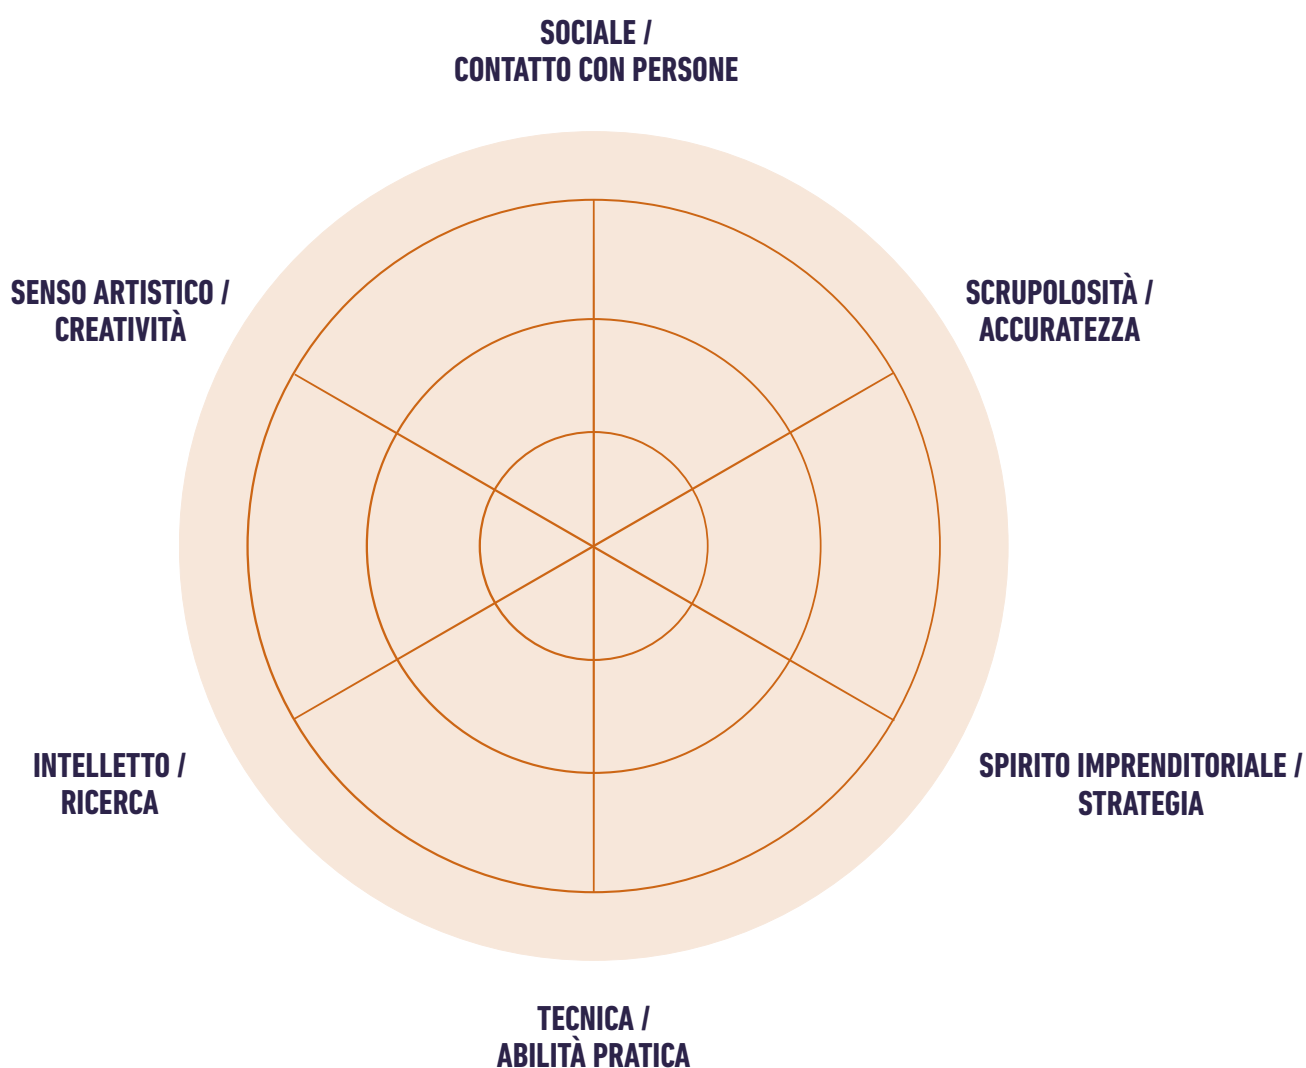 SOCIALE /
CONTATTO CON PERSONE
SENSO ARTISTICO /
CREATIVITÀ
SCRUPOLOSITÀ /
ACCURATEZZA
INTELLETTO /
RICERCA
SPIRITO IMPRENDITORIALE /
STRATEGIA
TECNICA /
ABILITÀ PRATICA